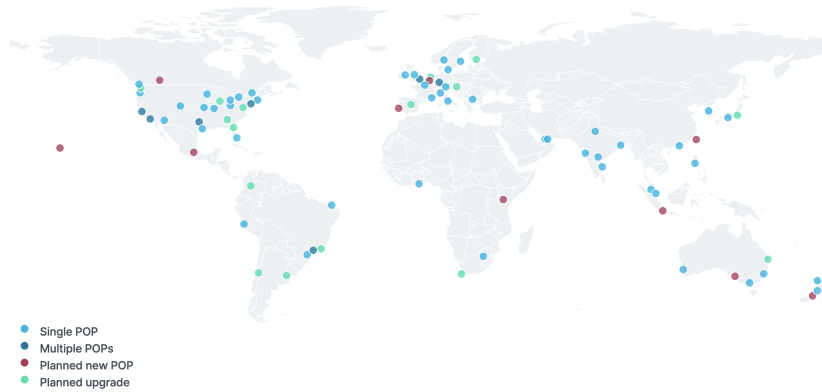 Single POP
Multiple POPs
Planned new POP
Planned upgrade